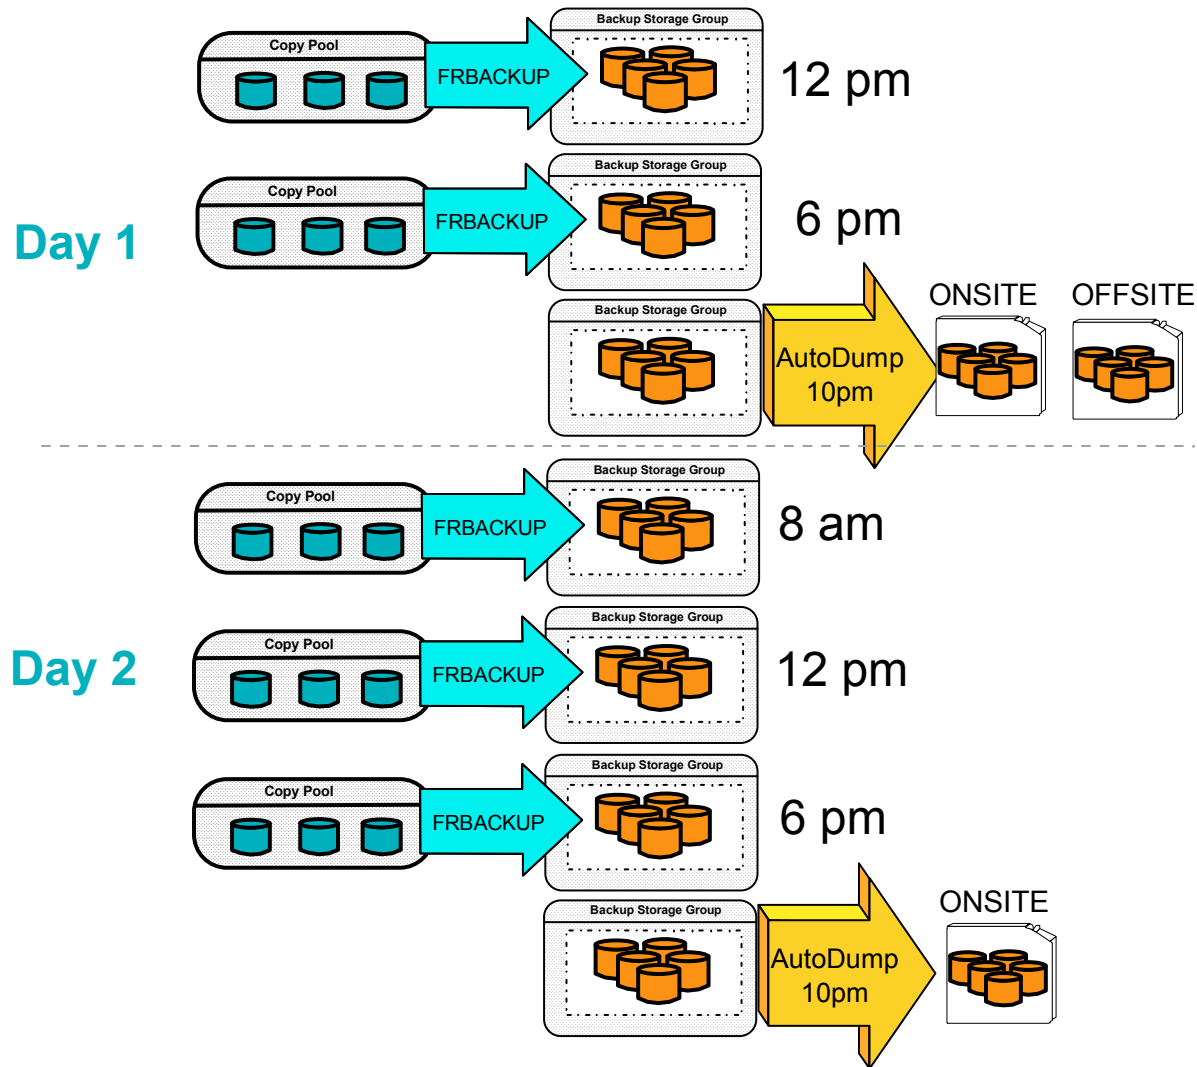 Copy Pool
FRBACKUP
Backup Storage Group
12 pm
Day 1
Copy Pool
FRBACKUP
Backup Storage Group
6 pm
Backup Storage Group
AutoDump
10pm
ONSITE
OFFSITE
Day 2
Copy Pool
FRBACKUP
Backup Storage Group
8 am
Copy Pool
FRBACKUP
Backup Storage Group
12 pm
Copy Pool
FRBACKUP
Backup Storage Group
6 pm
Backup Storage Group
AutoDump
10pm
ONSITE